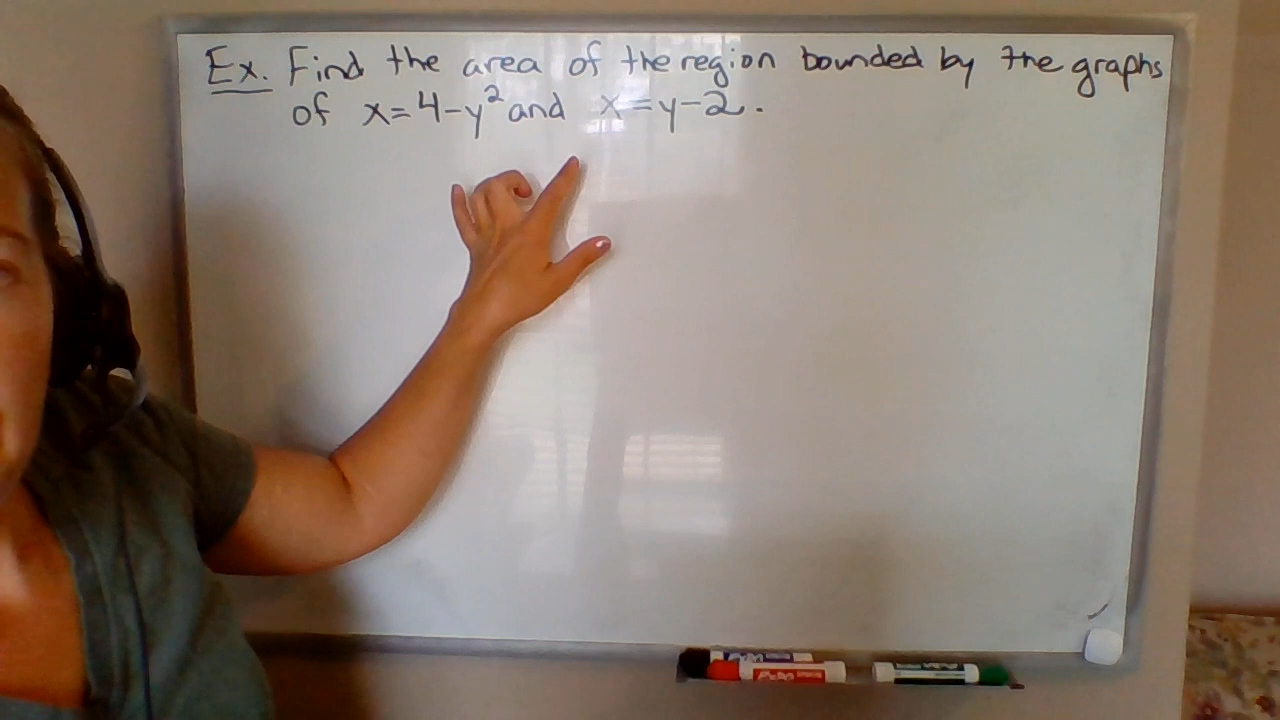 Ex. Find the area of the region bounded by the graphs
of x=4-y² and x=y-2.